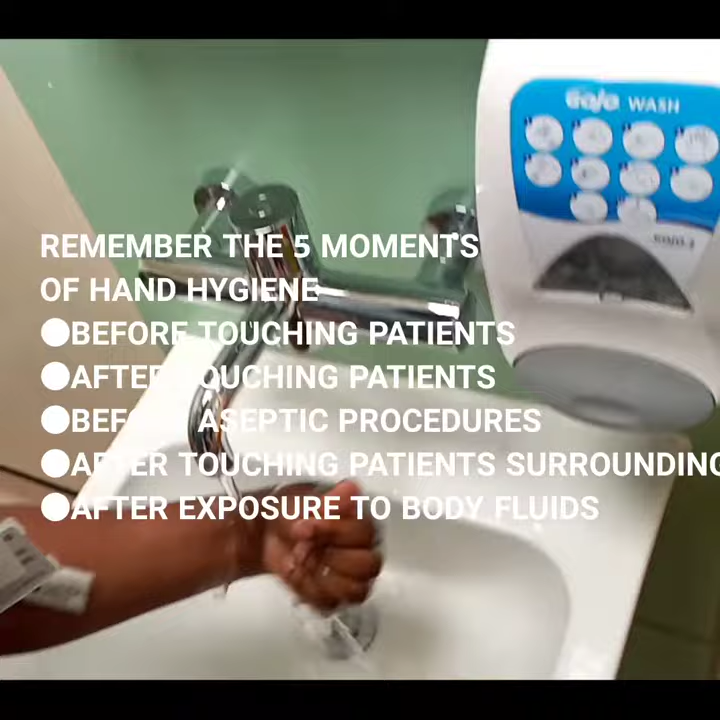 Safe WASH
REMEMBER THE 5 MOMENTS
OF HAND HYGIENE
●BEFORE TOUCHING PATIENTS
●AFTER TOUCHING PATIENTS
●BEFORE ASEPTIC PROCEDURES
●AFTER TOUCHING PATIENTS SURROUNDING
●AFTER EXPOSURE TO BODY FLUIDS